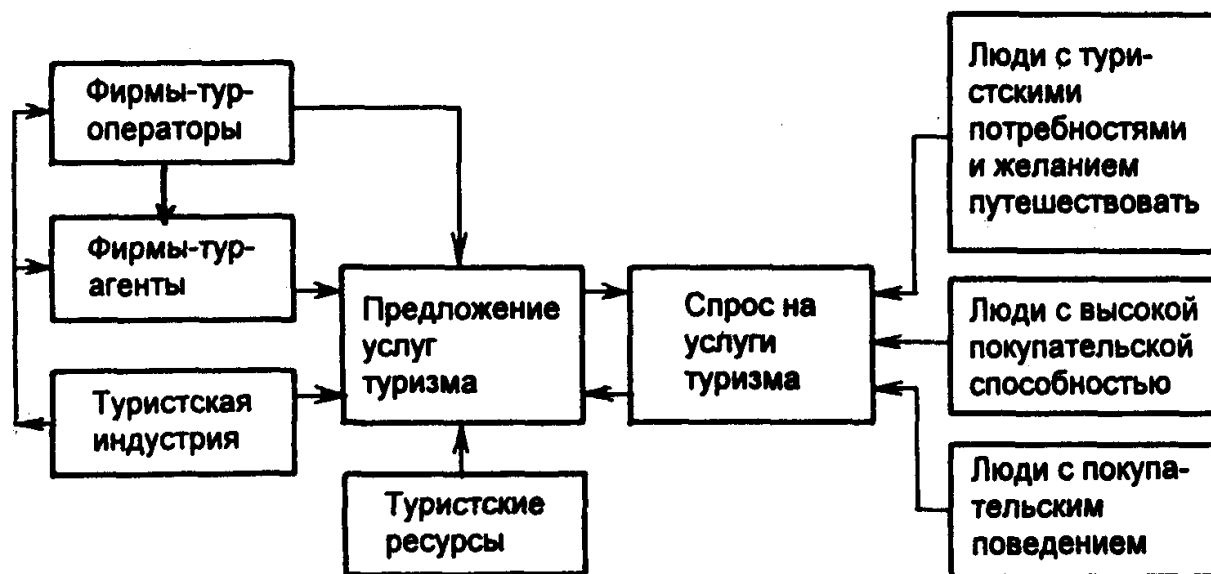 Фирмы-тур-
операторы
Фирмы-тур-
агенты
Туристская
индустрия
Предложение
услуг
туризма
Туристские
ресурсы
Спрос на
услуги
туризма
Люди с тури-
стскими
потребностями
и желанием
путешествовать
Люди с высокой
покупательской
способностью
Люди с покупа-
тельским
поведением